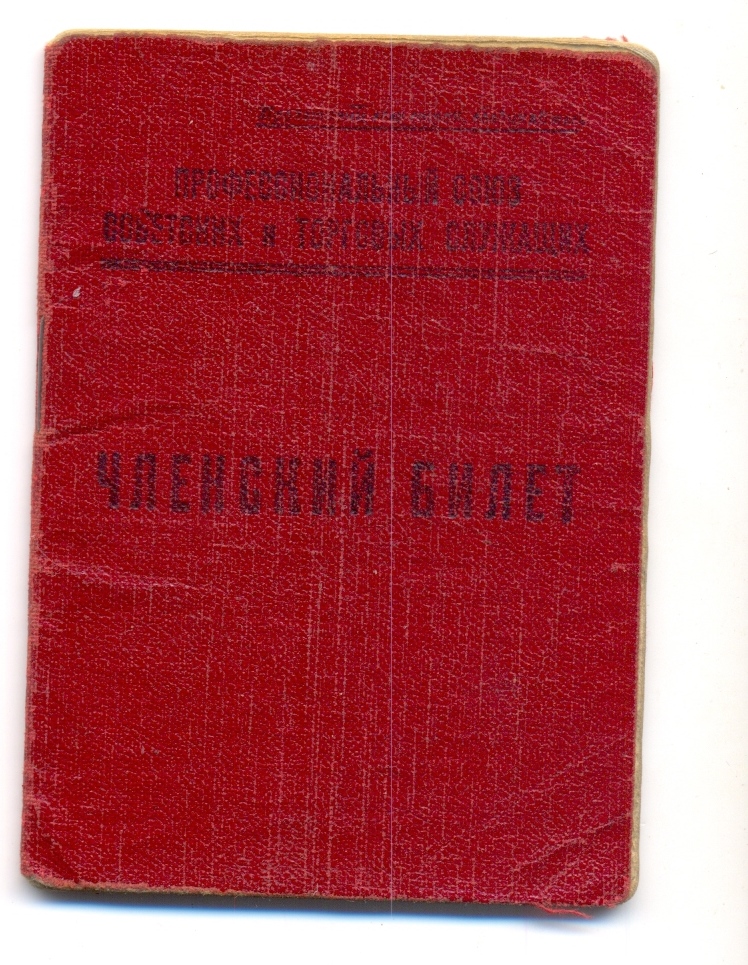 ПРОФЕССИОНАЛЬНЫЙ СОЮЗ
СОВЕТСКИХ и ТОРГОВЫХ СЛУЖАЩИХ
ЧЛЕНСКИЙ БИЛЕТ